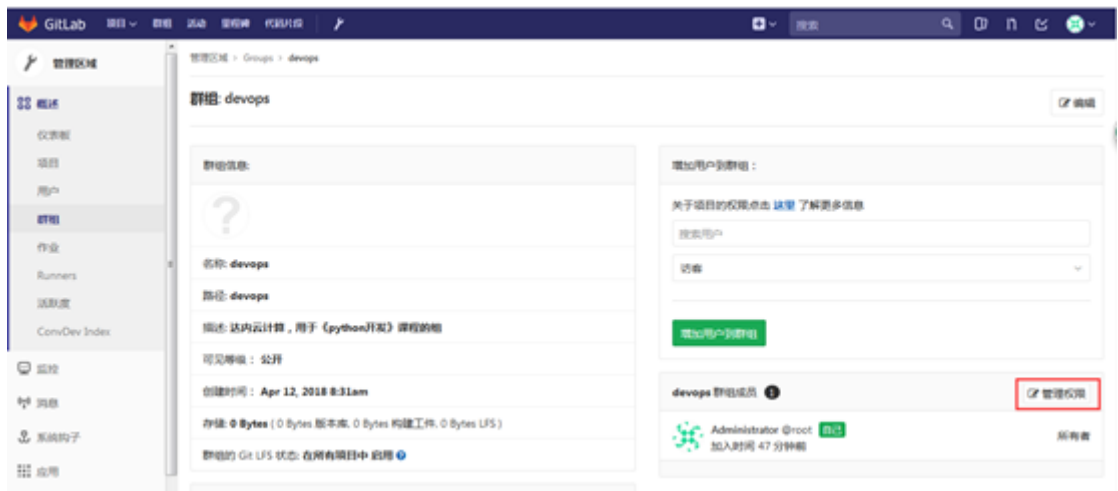 GitLab 项目 群组 活动 里程碑 代码片段 搜索
管理区域
管理区域 > Groups > devops
概述
群组: devops
编辑
仪表板
项目
用户
群组
作业
Runners
活跃度
ConvDev Index
监控
消息
系统钩子
应用
群组信息:
?
名称: devops
路径: devops
描述: 达内云计算，用于《python开发》课程的组
可见等级： 公开
创建时间： Apr 12, 2018 8:31am
存储: 0 Bytes ( 0 Bytes 版本库, 0 Bytes 构建工件, 0 Bytes LFS )
群组的 Git LFS 状态: 在所有项目中 启用
增加用户到群组：
关于项目的权限点击 这里 了解更多信息
搜索用户
访客
增加用户到群组
devops 群组成员 1
管理权限
Administrator @root 自己
加入时间 47 分钟前
所有者